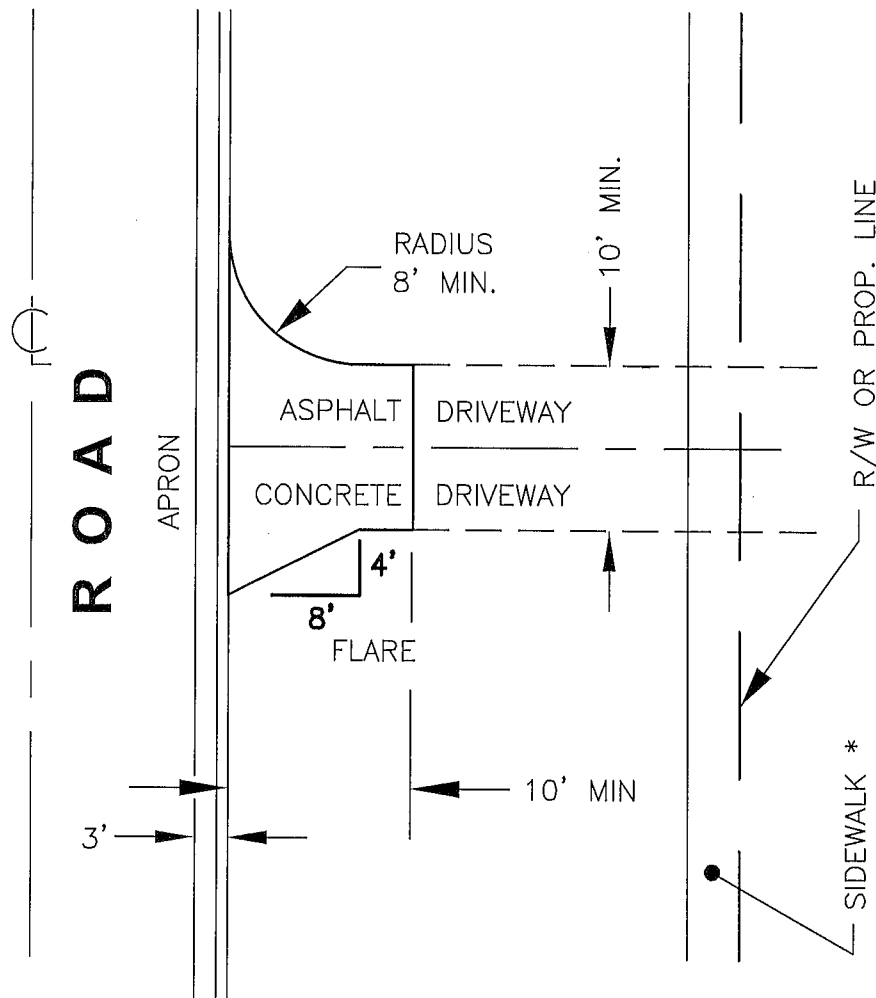 RADIUS
8' MIN.
10' MIN.
R/W OR PROP. LINE
CL
ROAD
APRON
ASPHALT DRIVEWAY
CONCRETE DRIVEWAY
4'
8'
FLARE
10' MIN
3'
SIDEWALK *